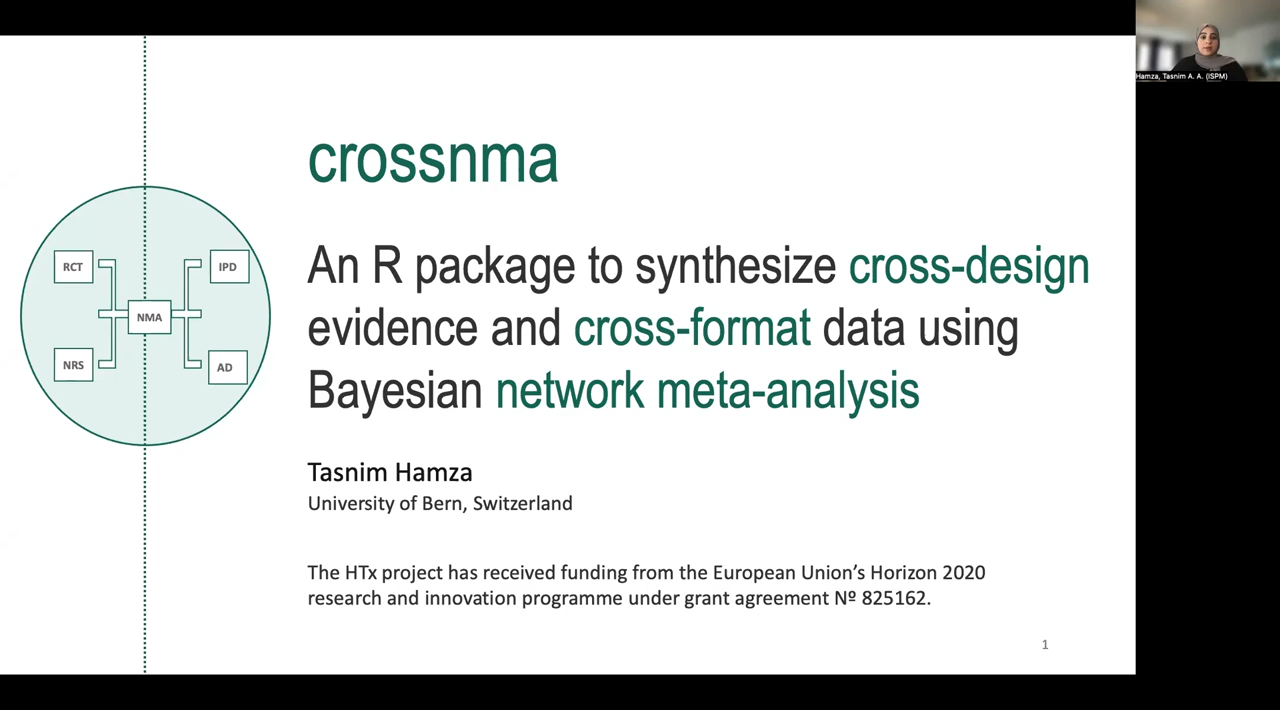 Hamza, Tasnim A. A. (ISPM)
crossnma
An R package to synthesize cross-design
evidence and cross-format data using
Bayesian network meta-analysis
RCT
IPD
NMA
NRS
AD
Tasnim Hamza
University of Bern, Switzerland
The HTx project has received funding from the European Union’s Horizon 2020
research and innovation programme under grant agreement Nº 825162.
1